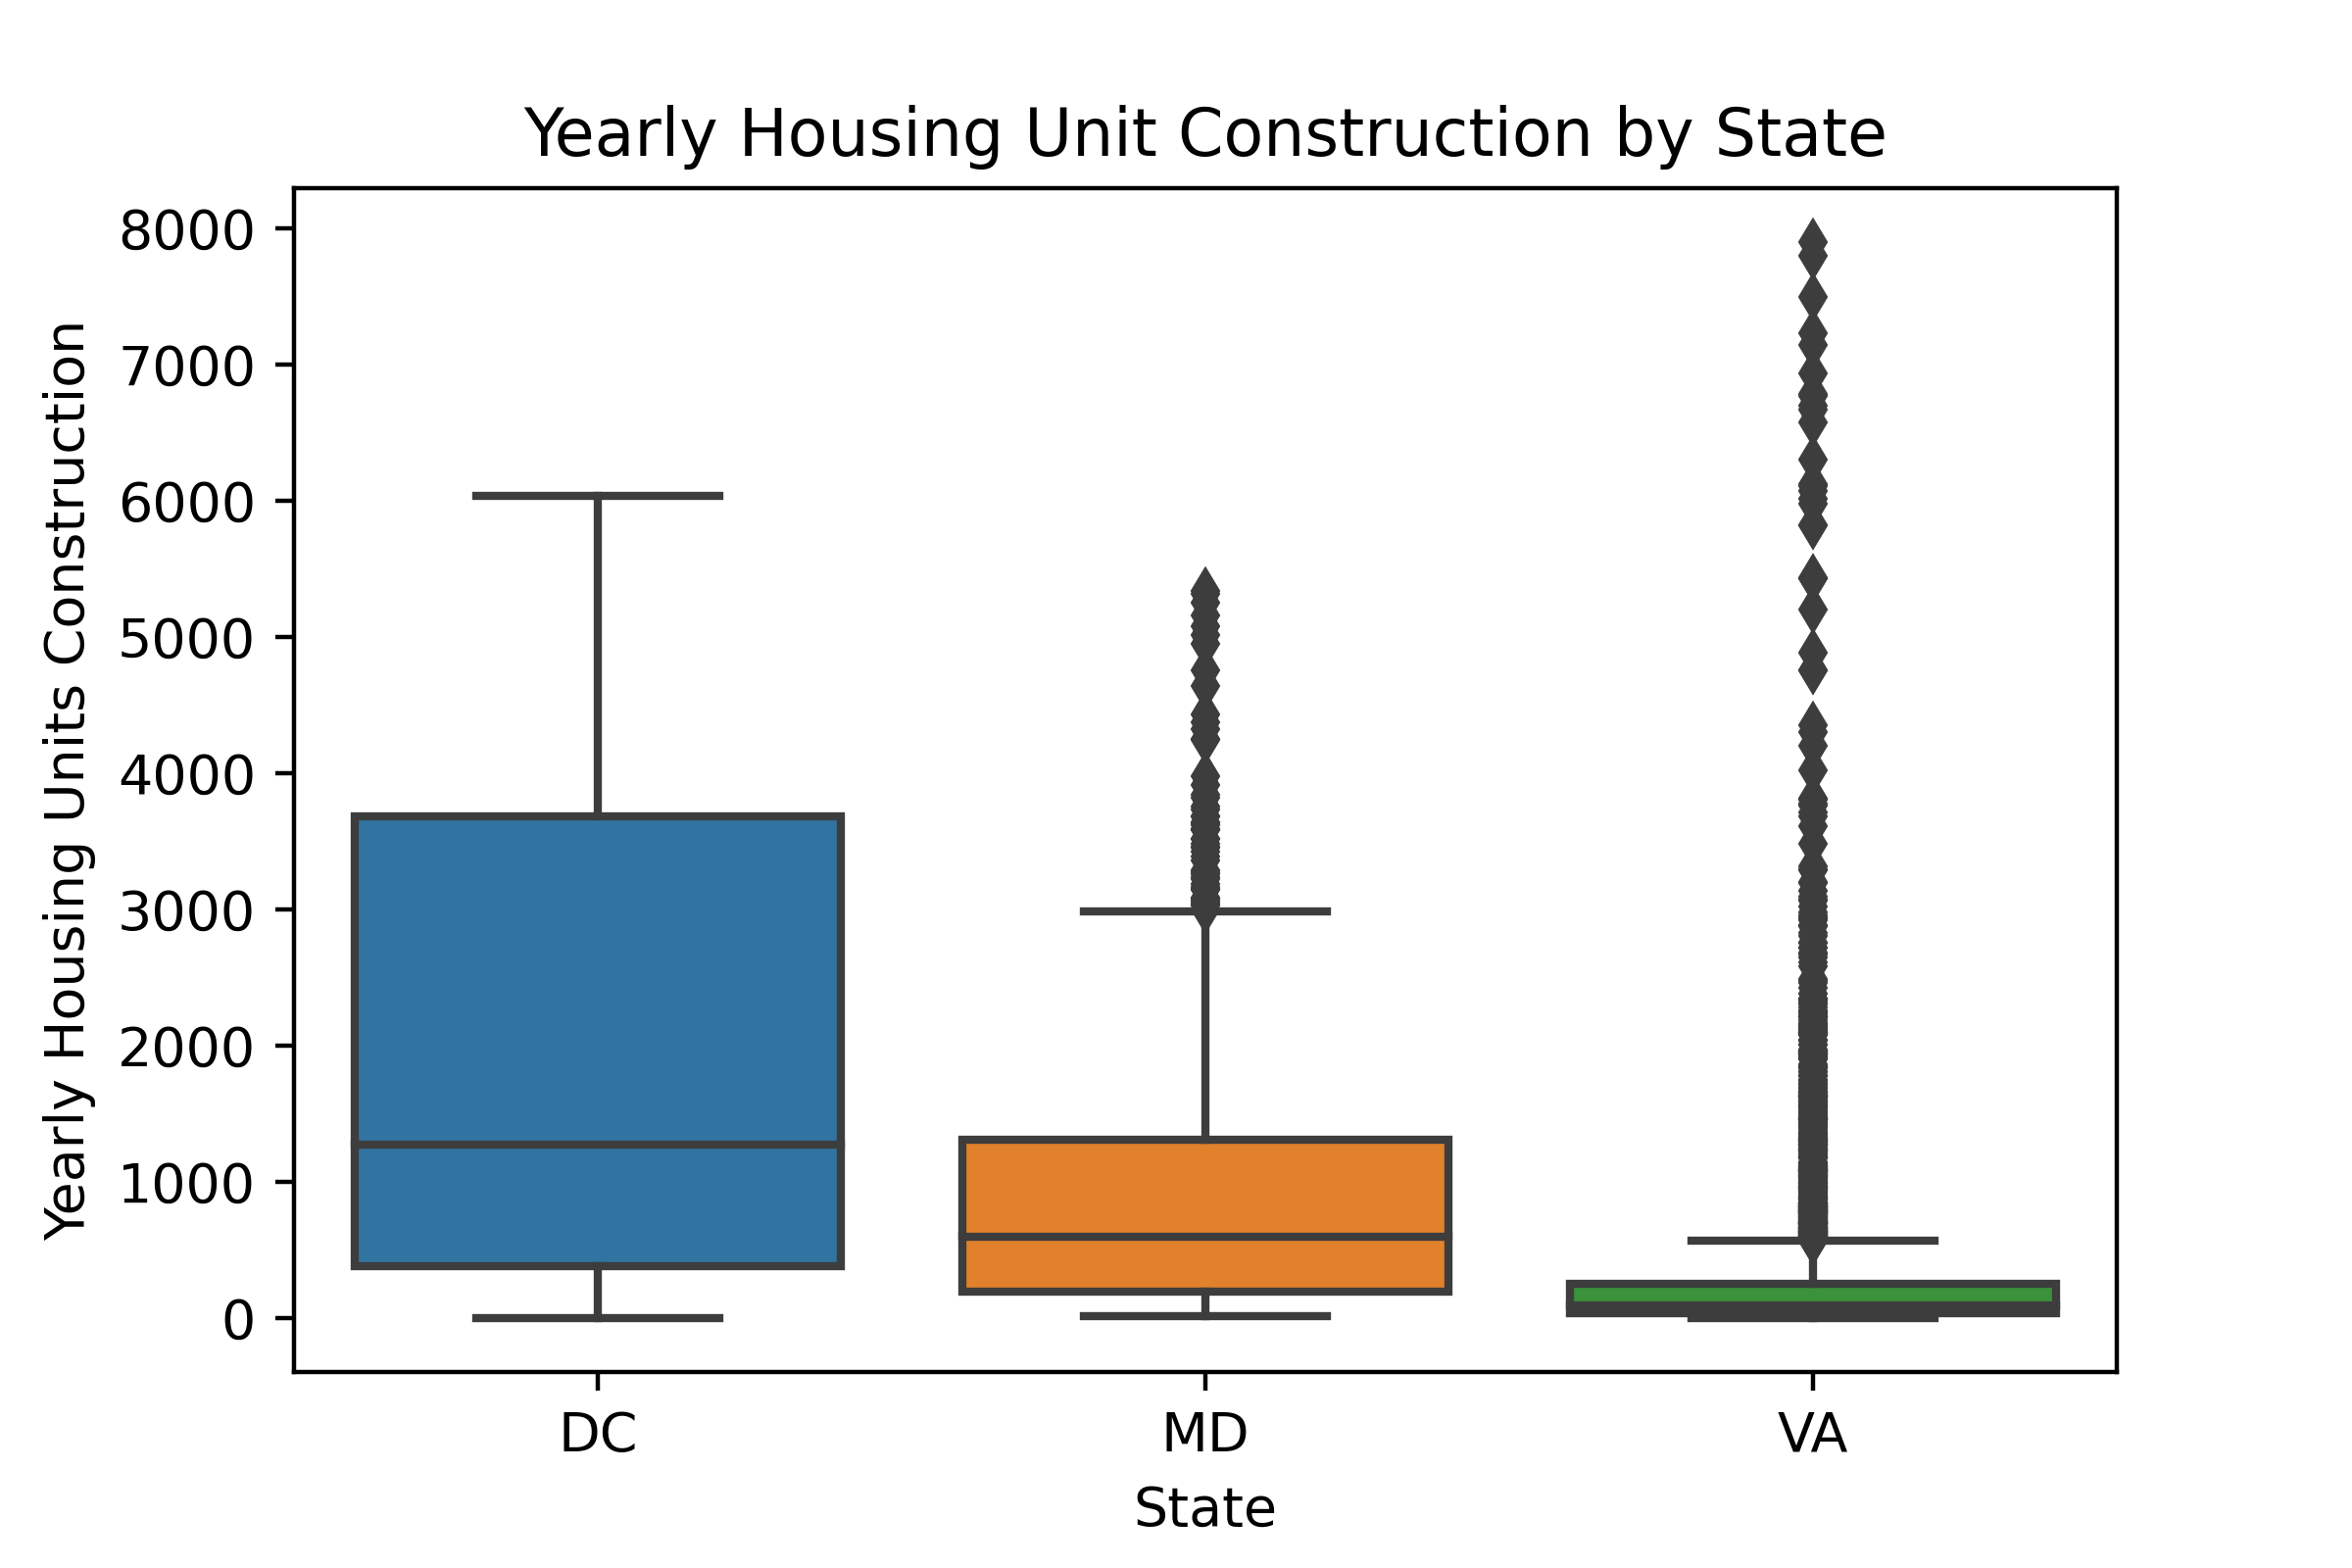 Yearly Housing Unit Construction by State
Yearly Housing Units Construction
8000
7000
6000
5000
4000
3000
2000
1000
0
DC MD VA
State